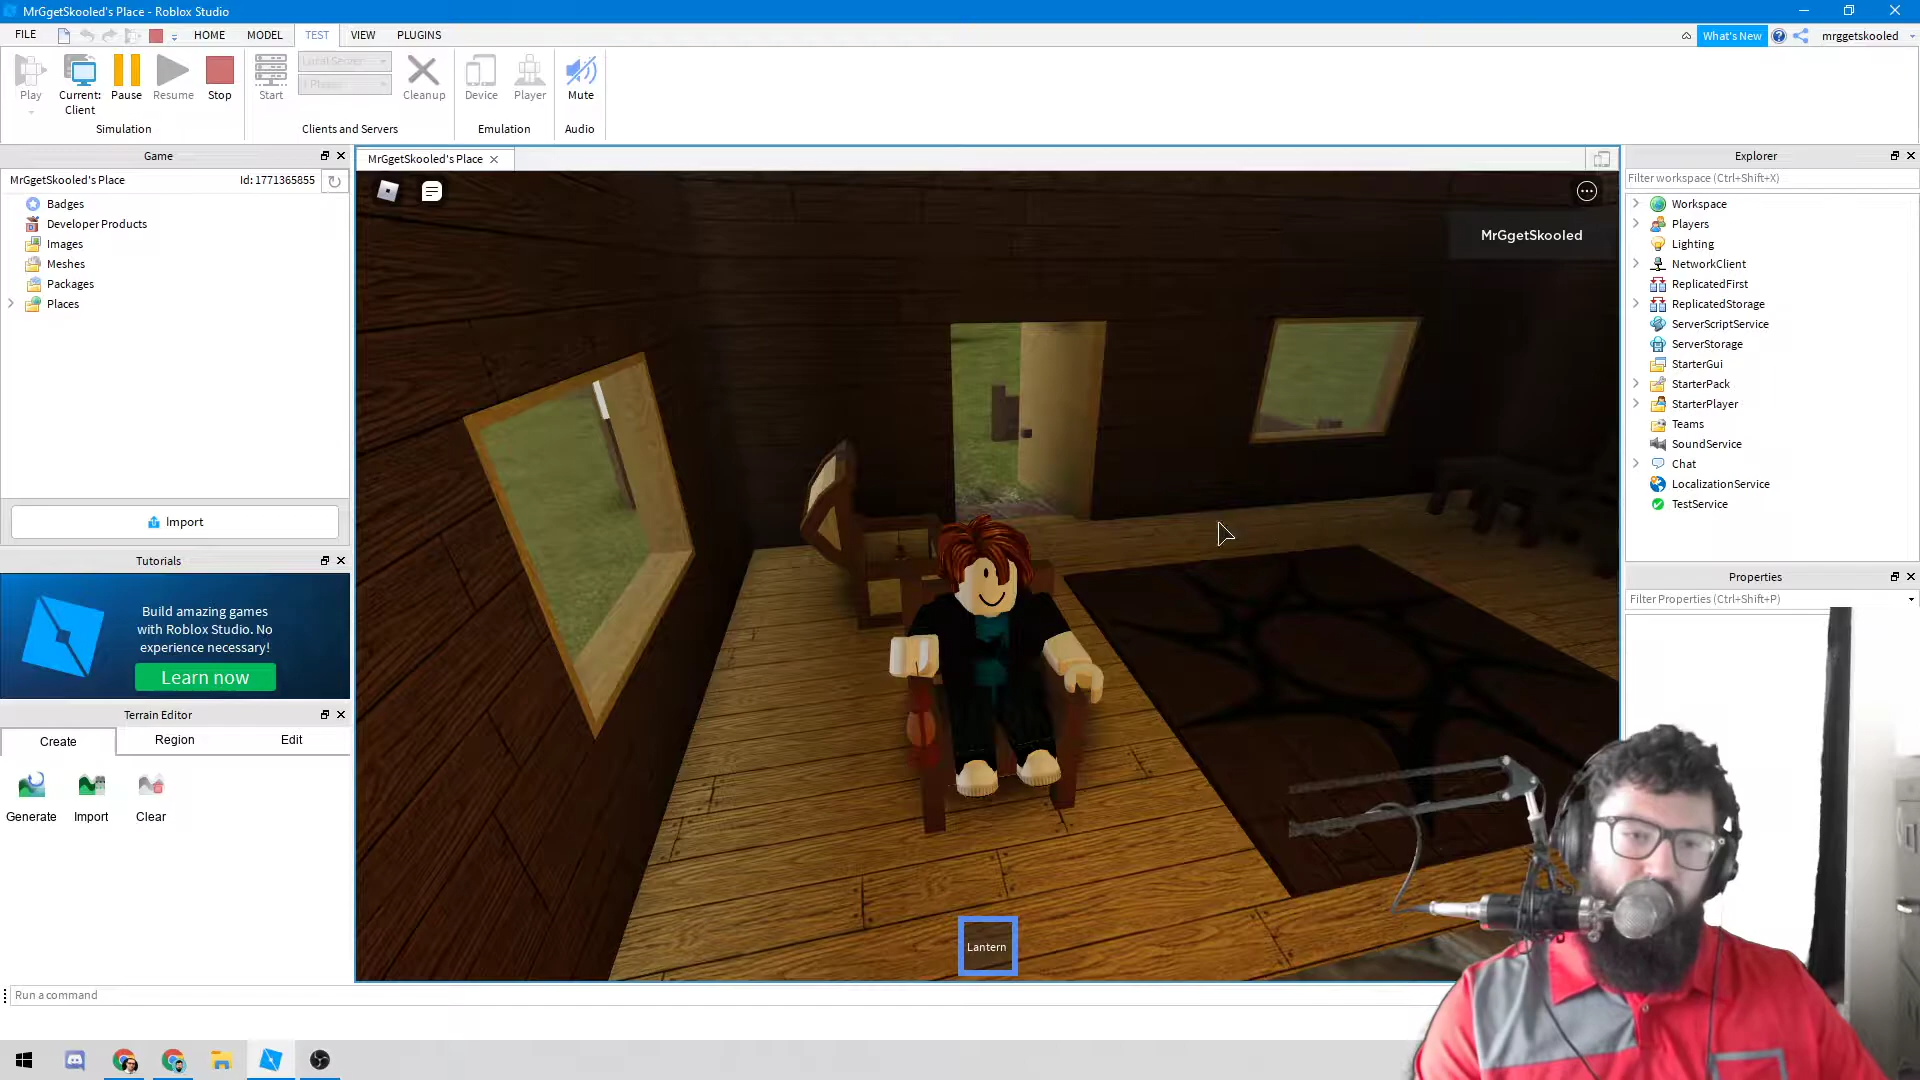 MrGgetSkooled's Place - Roblox Studio
FILE HOME MODEL TEST VIEW PLUGINS What's New mrggetskooled
Play Current: Client Pause Resume Stop
Simulation
Start Local Server 1 Player Cleanup
Clients and Servers
Device Player
Emulation
Mute
Audio
Game
MrGgetSkooled's Place Id: 1771365855
Badges
Developer Products
Images
Meshes
Packages
Places
Import
Tutorials
Build amazing games
with Roblox Studio. No
experience necessary!
Learn now
Terrain Editor
Create Region Edit
Generate Import Clear
MrGgetSkooled's Place
MrGgetSkooled
Lantern
Explorer
Filter workspace (Ctrl+Shift+X)
Workspace
Players
Lighting
NetworkClient
ReplicatedFirst
ReplicatedStorage
ServerScriptService
ServerStorage
StarterGui
StarterPack
StarterPlayer
Teams
SoundService
Chat
LocalizationService
TestService
Properties
Filter Properties (Ctrl+Shift+P)
Run a command